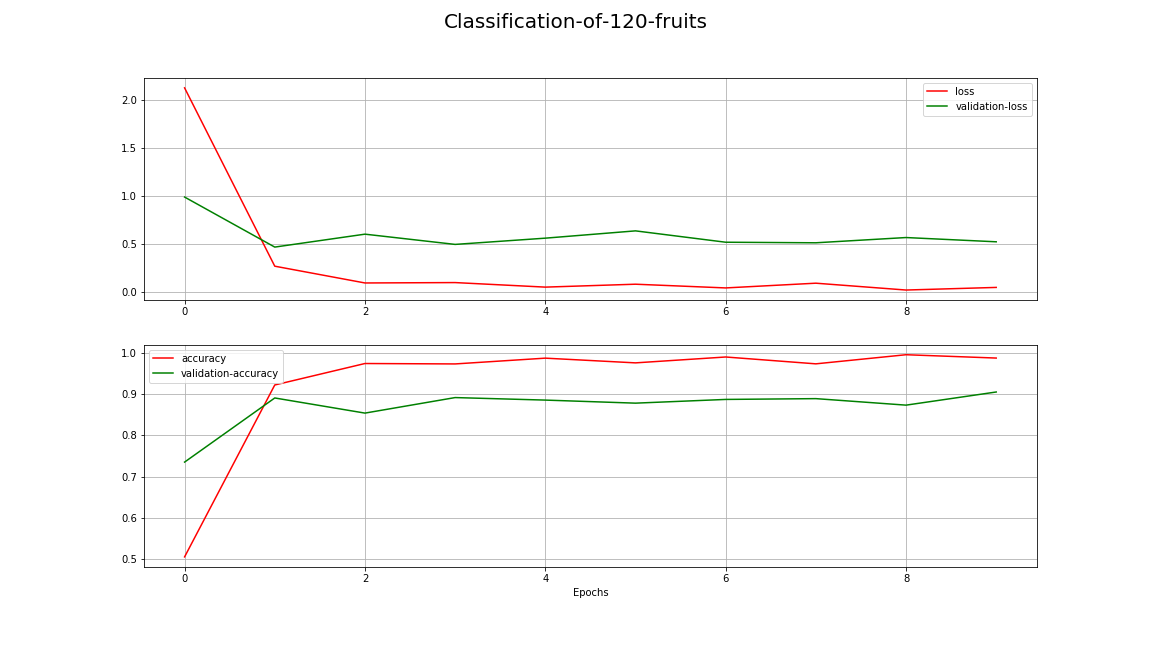 Classification-of-120-fruits
2.0
1.5
1.0
0.5
0.0
loss
validation-loss
0 2 4 6 8
1.0
0.9
0.8
0.7
0.6
0.5
accuracy
validation-accuracy
0 2 4 6 8
Epochs